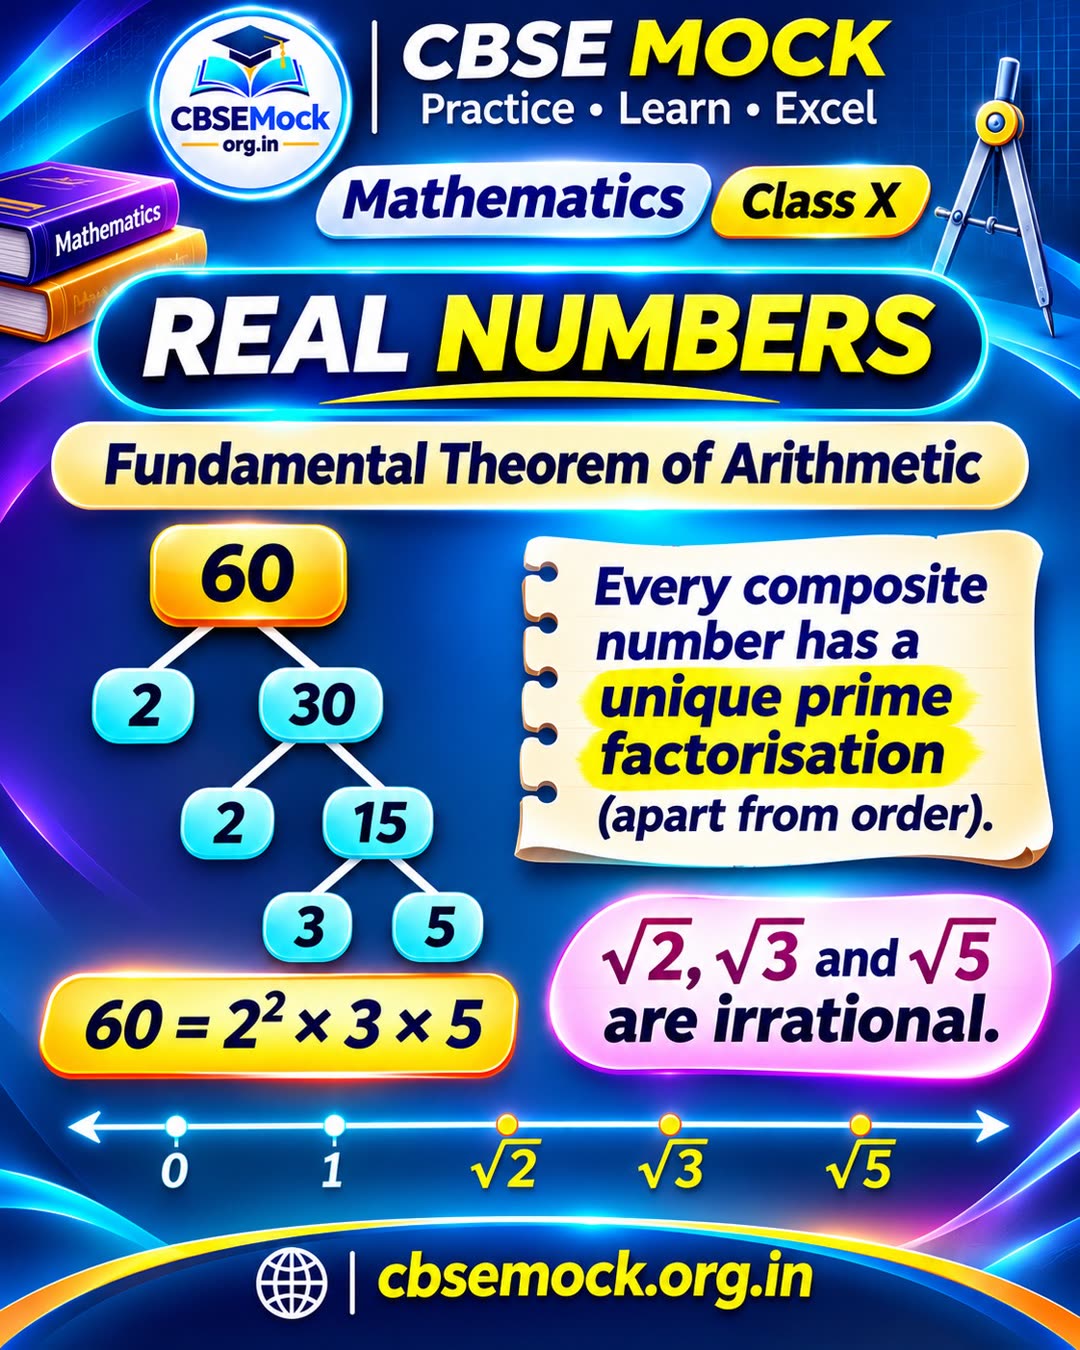 CBSEMock
org.in
CBSE MOCK
Practice • Learn • Excel
Mathematics
Mathematics
Class X
REAL NUMBERS
Fundamental Theorem of Arithmetic
60
2
30
2
15
3
5
60 = 2² × 3 × 5
Every composite
number has a
unique prime
factorisation
(apart from order).
√2, √3 and √5
are irrational.
0
1
√2
√3
√5
cbsemock.org.in